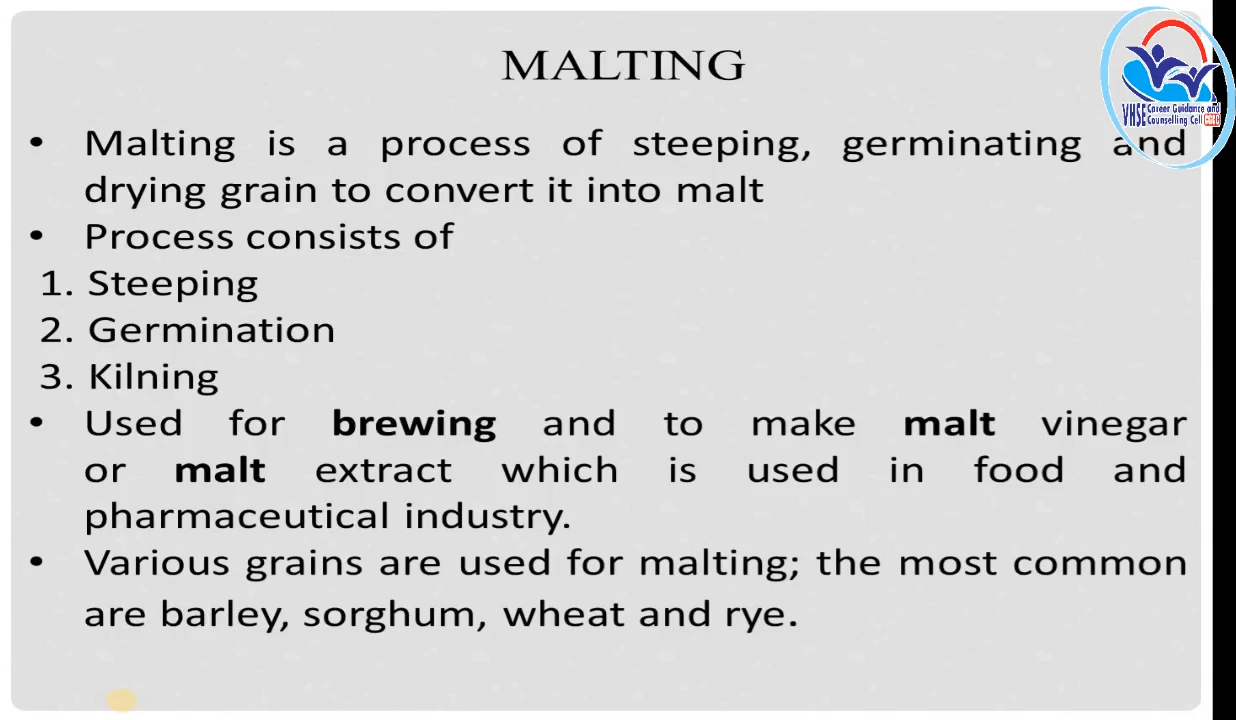 MALTING
VHSE Career Guidance and
Counselling Cell CGCC
• Malting is a process of steeping, germinating and
drying grain to convert it into malt
• Process consists of
1. Steeping
2. Germination
3. Kilning
• Used for brewing and to make malt vinegar
or malt extract which is used in food and
pharmaceutical industry.
• Various grains are used for malting; the most common
are barley, sorghum, wheat and rye.